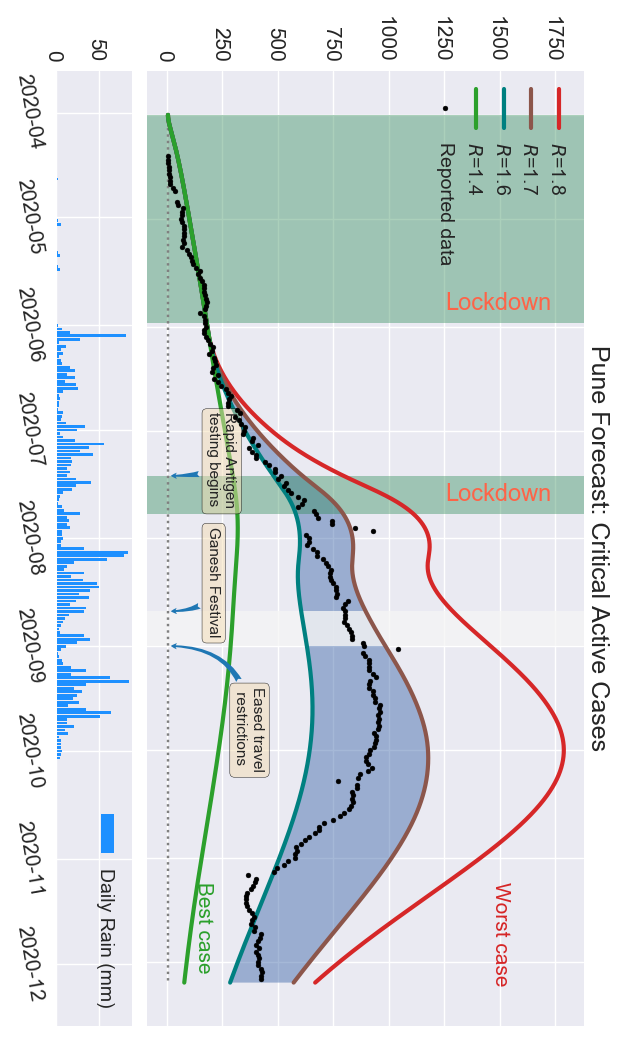 Pune Forecast: Critical Active Cases
1750
1500
1250
1000
750
500
250
0
R=1.8
R=1.7
R=1.6
R=1.4
Reported data
Lockdown
Lockdown
Worst case
Best case
Rapid Antigen
testing begins
Ganesh Festival
Eased travel
restrictions
50
0
Daily Rain (mm)
2020-04
2020-05
2020-06
2020-07
2020-08
2020-09
2020-10
2020-11
2020-12